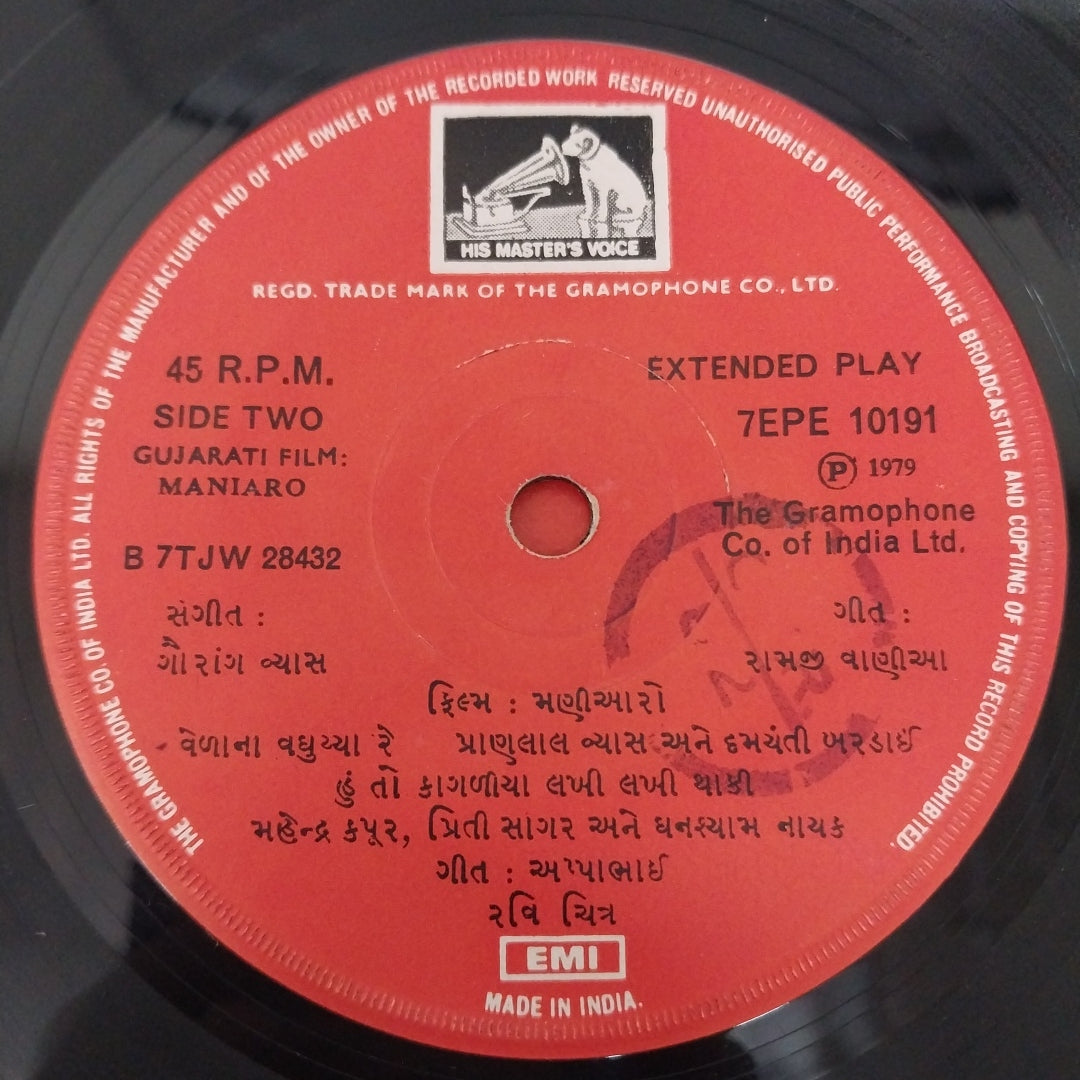 THE GRAMOPHONE CO. OF INDIA LTD. ALL RIGHTS OF THE MANUFACTURER AND OF THE OWNER OF THE RECORDED WORK RESERVED UNAUTHORISED PUBLIC PERFORMANCE BROADCASTING AND COPYING OF THIS RECORD PROHIBITED.
HIS MASTER'S VOICE
REGD. TRADE MARK OF THE GRAMOPHONE CO., LTD.
45 R.P.M.
SIDE TWO
GUJARATI FILM:
MANIARO
B 7TJW 28432
EXTENDED PLAY
7EPE 10191
Ⓟ 1979
The Gramophone
Co. of India Ltd.
સંગીત :
ગૌરાંગ વ્યાસ
ગીત :
રામજી વાણીઆ
ફિલ્મ : મણીઆરો
વેળાના વઘુચ્યા રે પ્રાણલાલ વ્યાસ અને દમયંતી બરડાઈ
હું તો કાગળીયા લખી લખી થાકી
મહેન્દ્ર કપૂર, પ્રિતી સાગર અને ઘનશ્યામ નાયક
ગીત : અપ્પાભાઈ
રવિ ચિત્ર
EMI
MADE IN INDIA.